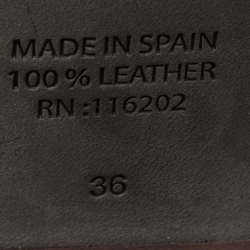 MADE IN SPAIN
100 % LEATHER
RN :116202
36